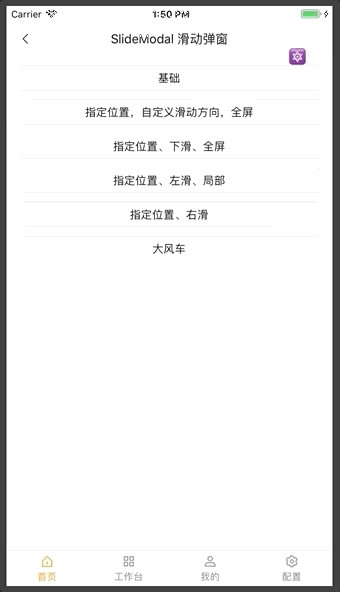 Carrier 1:50 PM
SlideModal 滑动弹窗
基础
指定位置，自定义滑动方向，全屏
指定位置、下滑、全屏
指定位置、左滑、局部
指定位置、右滑
大风车
首页 工作台 我的 配置